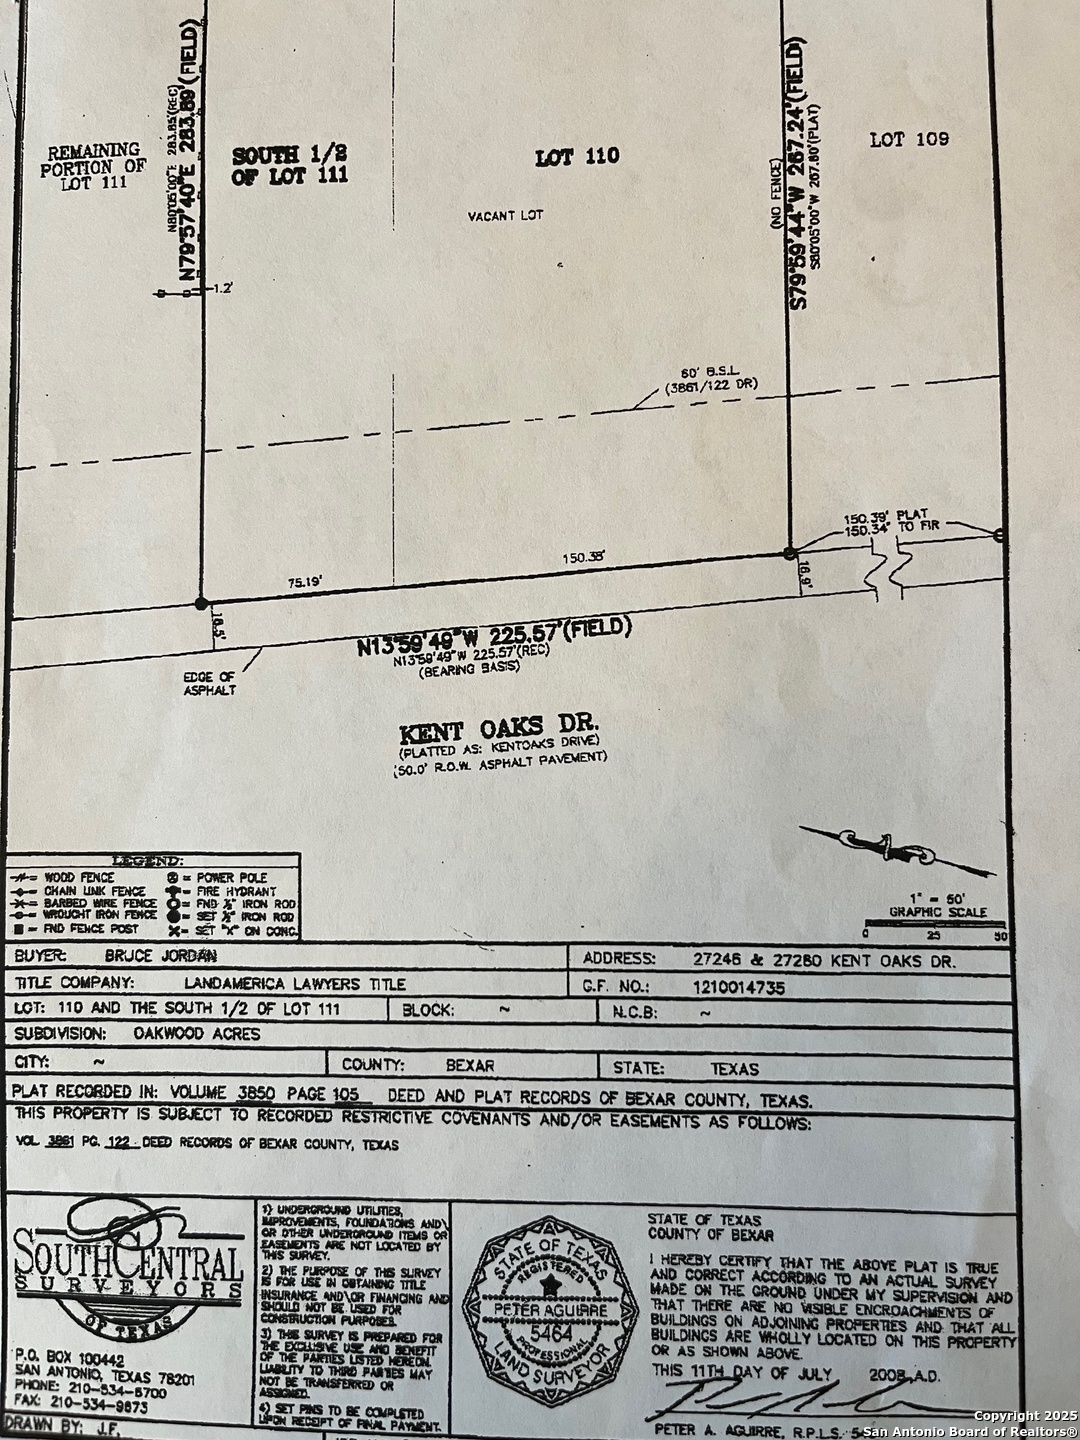 N80°05'00"E 283.85'(REC)
N79°57'40"E 283.89'(FIELD)
REMAINING
PORTION OF
LOT 111
SOUTH 1/2
OF LOT 111
LOT 110
VACANT LOT
(NO FENCE)
S79°59'44"W 267.24'(FIELD)
S80°05'00"W 267.80'(PLAT)
LOT 109
1.2'
60' B.S.L
(3861/122 DR)
150.39' PLAT
150.34' TO FIR
150.38'
75.19'
16.9'
18.5'
N13°59'49"W 225.57'(FIELD)
N13°59'49"W 225.57'(REC)
(BEARING BASIS)
EDGE OF
ASPHALT
KENT OAKS DR.
(PLATTED AS: KENTOAKS DRIVE)
(50.0' R.O.W. ASPHALT PAVEMENT)
LEGEND:
= WOOD FENCE
= CHAIN LINK FENCE
= BARBED WIRE FENCE
= WROUGHT IRON FENCE
= FND FENCE POST
= POWER POLE
= FIRE HYDRANT
= FND ½" IRON ROD
= SET ½" IRON ROD
= SET "X" ON CONC.
1" = 50'
GRAPHIC SCALE
0 25 50
BUYER: BRUCE JORDAN
ADDRESS: 27246 & 27280 KENT OAKS DR.
TITLE COMPANY: LANDAMERICA LAWYERS TITLE
G.F. NO.: 1210014735
LOT: 110 AND THE SOUTH 1/2 OF LOT 111
BLOCK: ~
N.C.B: ~
SUBDIVISION: OAKWOOD ACRES
CITY: ~
COUNTY: BEXAR
STATE: TEXAS
PLAT RECORDED IN: VOLUME 3850 PAGE 105 DEED AND PLAT RECORDS OF BEXAR COUNTY, TEXAS.
THIS PROPERTY IS SUBJECT TO RECORDED RESTRICTIVE COVENANTS AND/OR EASEMENTS AS FOLLOWS:
VOL 3861 PG. 122 DEED RECORDS OF BEXAR COUNTY, TEXAS
SOUTHCENTRAL
SURVEYORS
OF TEXAS
P.O. BOX 100442
SAN ANTONIO, TEXAS 78201
PHONE: 210-534-5700
FAX: 210-534-9873
DRAWN BY: J.F.
1) UNDERGROUND UTILITIES,
IMPROVEMENTS, FOUNDATIONS AND\
OR OTHER UNDERGROUND ITEMS OR
EASEMENTS ARE NOT LOCATED BY
THIS SURVEY.
2) THE PURPOSE OF THIS SURVEY
IS FOR USE IN OBTAINING TITLE
INSURANCE AND\OR FINANCING AND
SHOULD NOT BE USED FOR
CONSTRUCTION PURPOSES.
3) THIS SURVEY IS PREPARED FOR
THE EXCLUSIVE USE AND BENEFIT
OF THE PARTIES LISTED HEREON.
LIABILITY TO THIRD PARTIES MAY
NOT BE TRANSFERRED OR
ASSIGNED.
4) SET PINS TO BE COMPLETED
UPON RECEIPT OF FINAL PAYMENT.
STATE OF TEXAS
REGISTERED
PETER AGUIRRE
5464
PROFESSIONAL
LAND SURVEYOR
STATE OF TEXAS
COUNTY OF BEXAR
I HEREBY CERTIFY THAT THE ABOVE PLAT IS TRUE
AND CORRECT ACCORDING TO AN ACTUAL SURVEY
MADE ON THE GROUND UNDER MY SUPERVISION AND
THAT THERE ARE NO VISIBLE ENCROACHMENTS OF
BUILDINGS ON ADJOINING PROPERTIES AND THAT ALL
BUILDINGS ARE WHOLLY LOCATED ON THIS PROPERTY
OR AS SHOWN ABOVE.
THIS 11TH DAY OF JULY 2008,A.D.
PETER A. AGUIRRE, R.P.L.S.
Copyright 2025
San Antonio Board of Realtors®